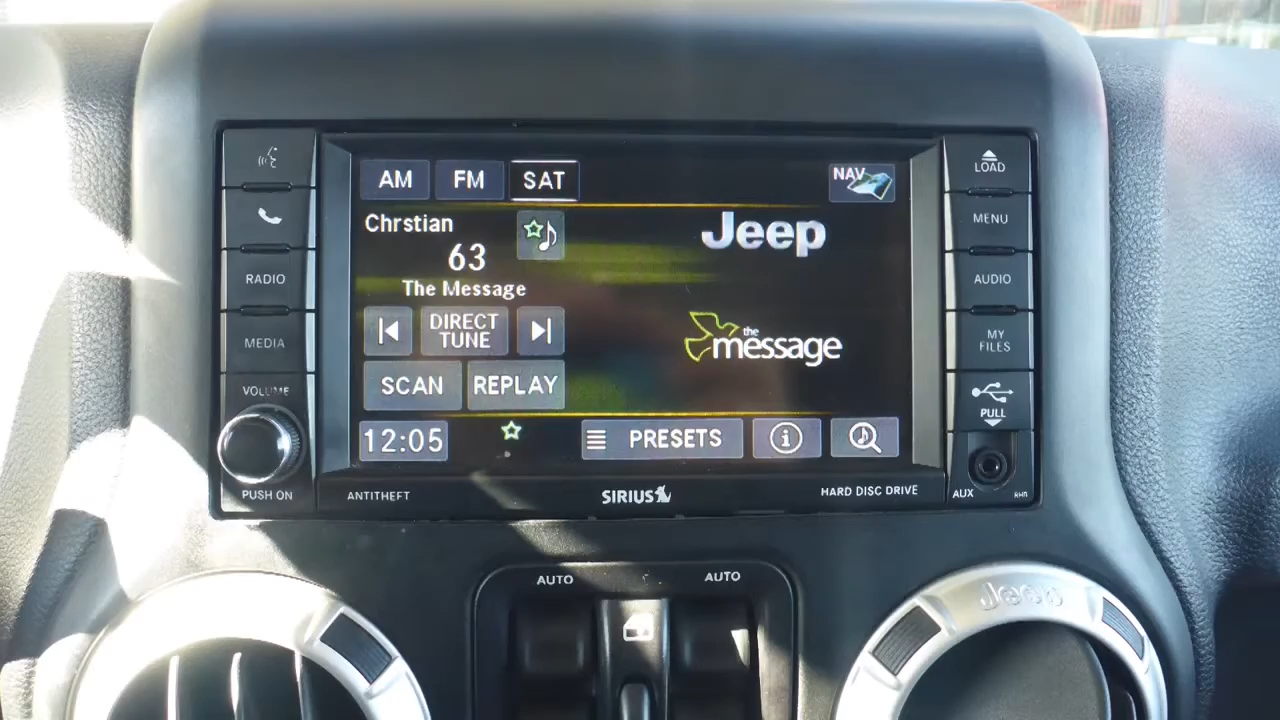 AM FM SAT
NAV
Chrstian
63
The Message
DIRECT
TUNE
SCAN REPLAY
12:05
PRESETS
Jeep
the
message
RADIO
MEDIA
VOLUME
PUSH ON
ANTITHEFT
SIRIUS
HARD DISC DRIVE
LOAD
MENU
AUDIO
MY
FILES
PULL
AUX
RHB
AUTO
AUTO
Jeep